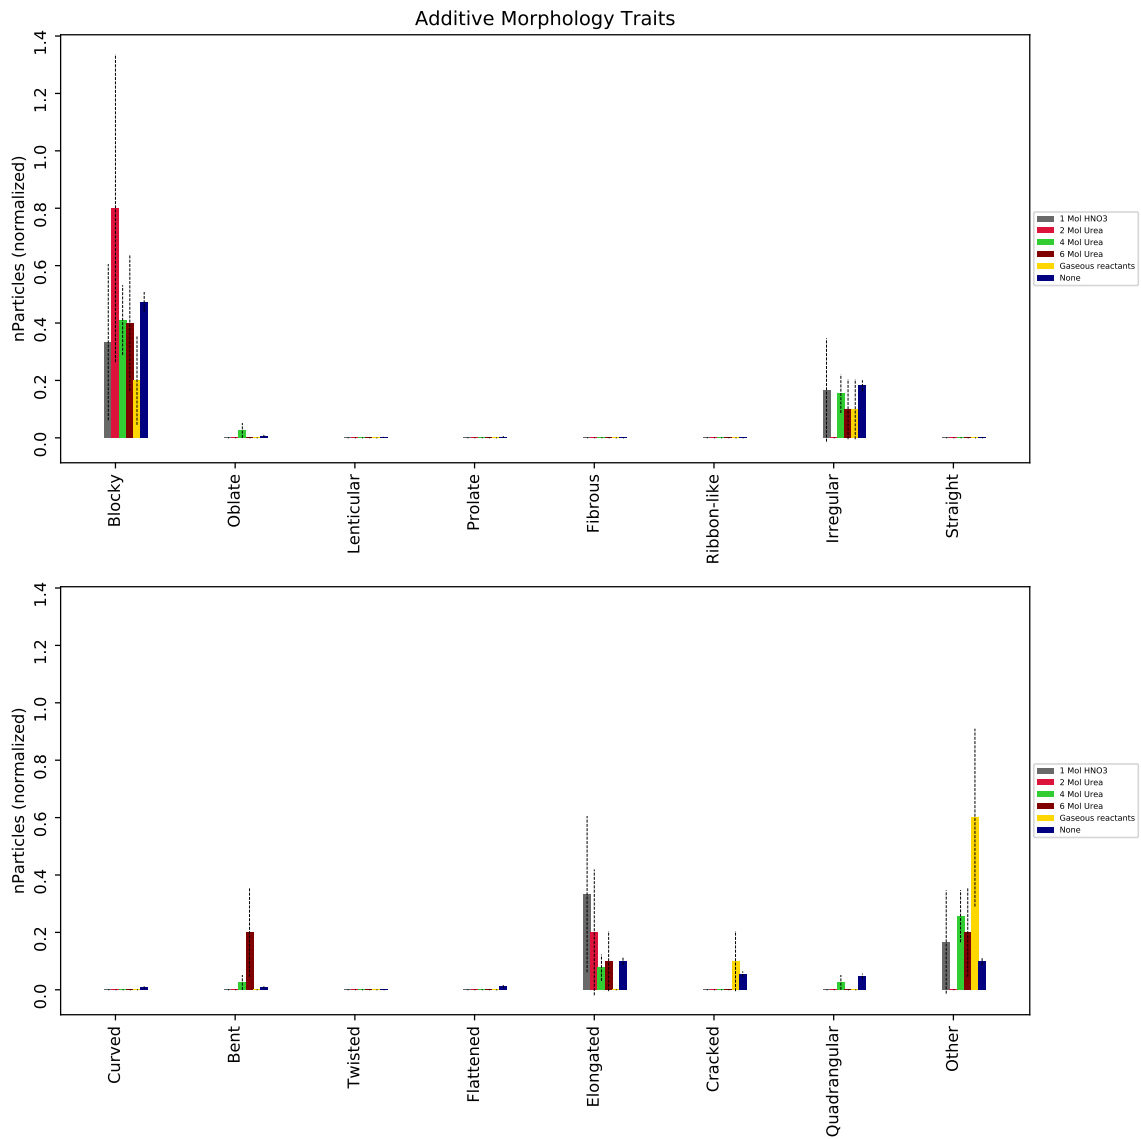 Additive Morphology Traits
nParticles (normalized)
1.4
1.2
1.0
0.8
0.6
0.4
0.2
0.0
Blocky
Oblate
Lenticular
Prolate
Fibrous
Ribbon-like
Irregular
Straight
1 Mol HNO3
2 Mol Urea
4 Mol Urea
6 Mol Urea
Gaseous reactants
None
nParticles (normalized)
1.4
1.2
1.0
0.8
0.6
0.4
0.2
0.0
Curved
Bent
Twisted
Flattened
Elongated
Cracked
Quadrangular
Other
1 Mol HNO3
2 Mol Urea
4 Mol Urea
6 Mol Urea
Gaseous reactants
None